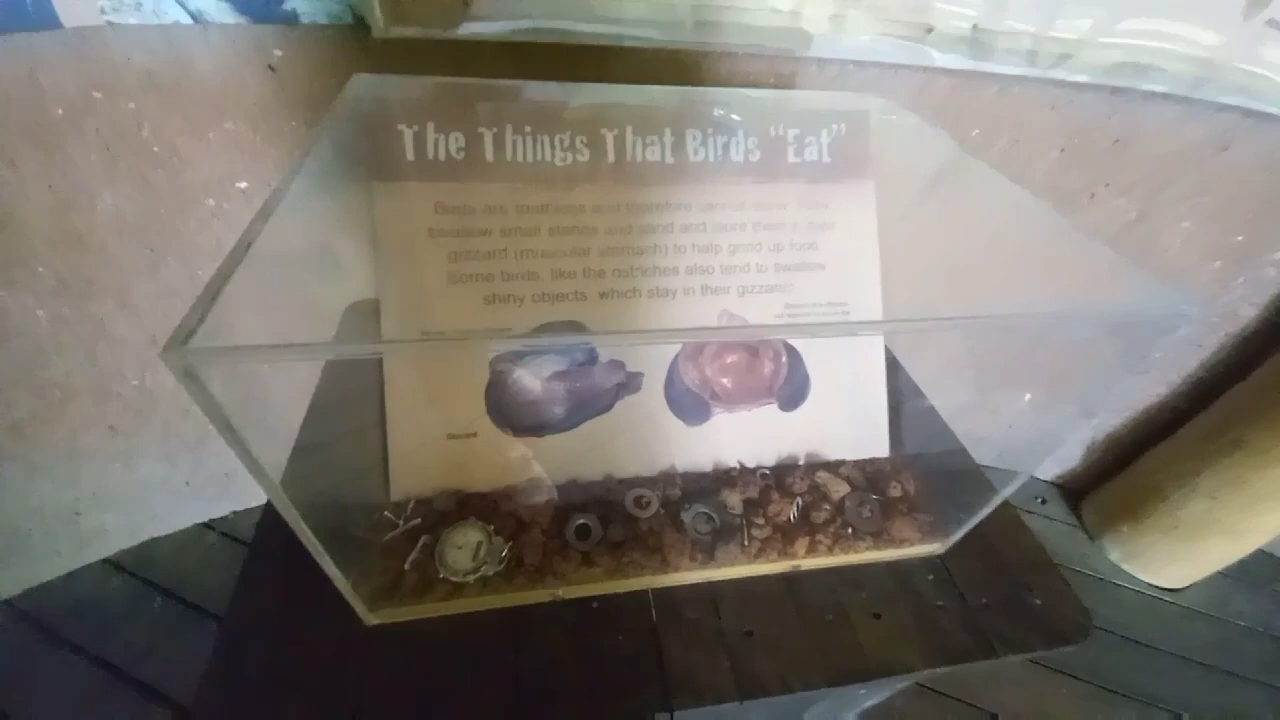 The Things That Birds "Eat"
Birds are toothless and therefore cannot
swallow small stones and sand and store them in their
gizzard (muscular stomach) to help grind up food
Some birds, like the ostriches also tend to swallow
shiny objects which stay in their gizzard
Gizzard